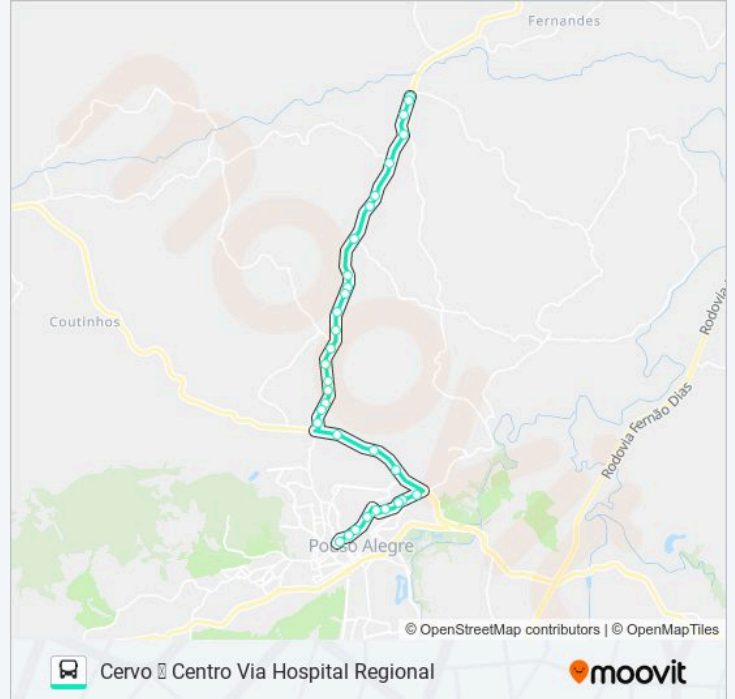 Fernandes
Coutinhos
Rodovia
Rodovia Fernão Dias
Pouso Alegre
© OpenStreetMap contributors | © OpenMapTiles
Cervo ⍰ Centro Via Hospital Regional
moovit